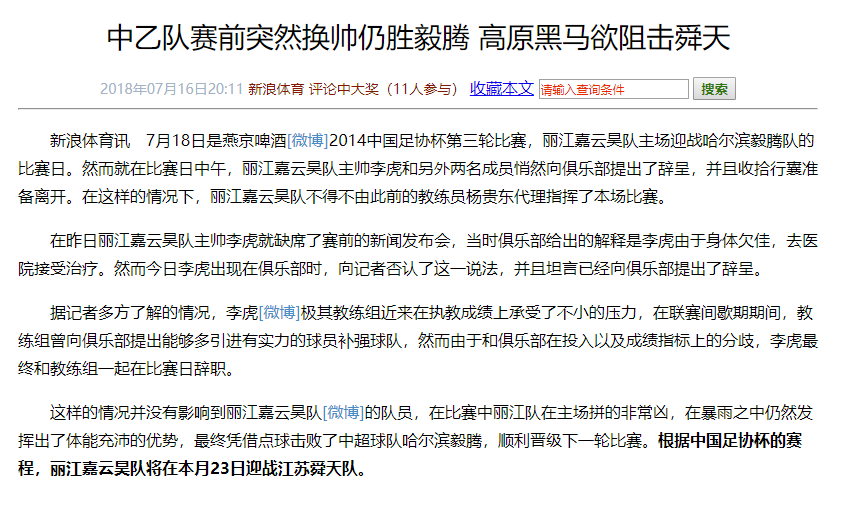 中乙队赛前突然换帅仍胜毅腾 高原黑马欲阻击舜天
2018年07月16日20:11 新浪体育 评论中大奖（11人参与） 收藏本文 请输入查询条件 搜索
新浪体育讯　7月18日是燕京啤酒[微博]2014中国足协杯第三轮比赛，丽江嘉云昊队主场迎战哈尔滨毅腾队的
比赛日。然而就在比赛日中午，丽江嘉云昊队主帅李虎和另外两名成员悄然向俱乐部提出了辞呈，并且收拾行囊准
备离开。在这样的情况下，丽江嘉云昊队不得不由此前的教练员杨贵东代理指挥了本场比赛。
在昨日丽江嘉云昊队主帅李虎就缺席了赛前的新闻发布会，当时俱乐部给出的解释是李虎由于身体欠佳，去医
院接受治疗。然而今日李虎出现在俱乐部时，向记者否认了这一说法，并且坦言已经向俱乐部提出了辞呈。
据记者多方了解的情况，李虎[微博]极其教练组近来在执教成绩上承受了不小的压力，在联赛间歇期期间，教
练组曾向俱乐部提出能够多引进有实力的球员补强球队，然而由于和俱乐部在投入以及成绩指标上的分歧，李虎最
终和教练组一起在比赛日辞职。
这样的情况并没有影响到丽江嘉云昊队[微博]的队员，在比赛中丽江队在主场拼的非常凶，在暴雨之中仍然发
挥出了体能充沛的优势，最终凭借点球击败了中超球队哈尔滨毅腾，顺利晋级下一轮比赛。根据中国足协杯的赛
程，丽江嘉云昊队将在本月23日迎战江苏舜天队。